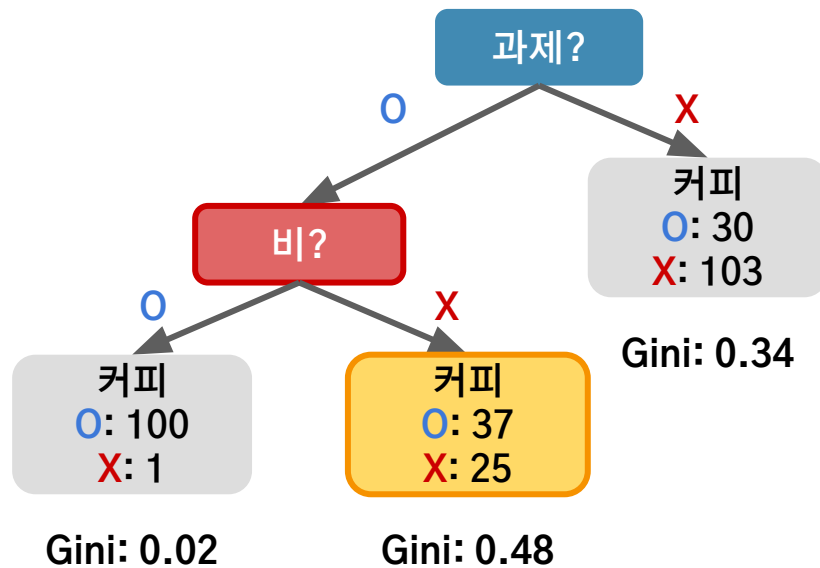 과제?
O
X
커피
O: 30
X: 103
Gini: 0.34
비?
O
X
커피
O: 100
X: 1
Gini: 0.02
커피
O: 37
X: 25
Gini: 0.48